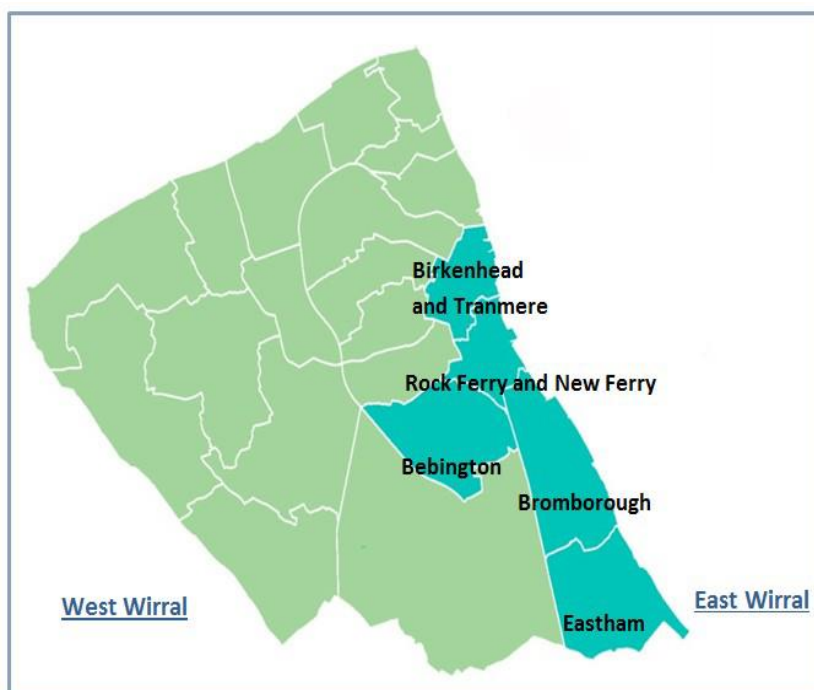 Birkenhead
and Tranmere
Rock Ferry and New Ferry
Bebington
Bromborough
West Wirral
East Wirral
Eastham